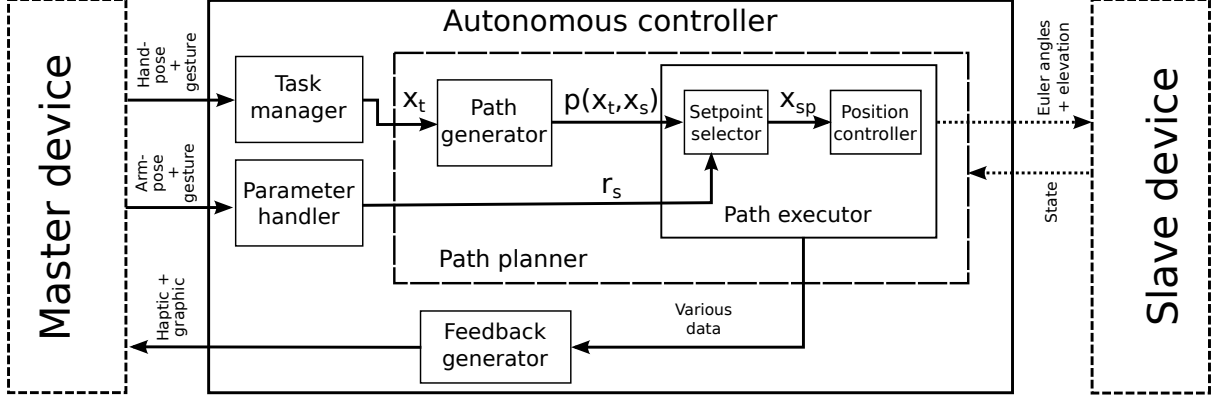 Autonomous controller
Master device
Hand-
pose
+
gesture
Task
manager
x_t
Path
generator
p(x_t,x_s)
Setpoint
selector
x_sp
Position
controller
Euler angles
+ elevation
Slave device
Arm-
pose
+
gesture
Parameter
handler
r_s
Path executor
State
Path planner
Haptic +
graphic
Feedback
generator
Various
data